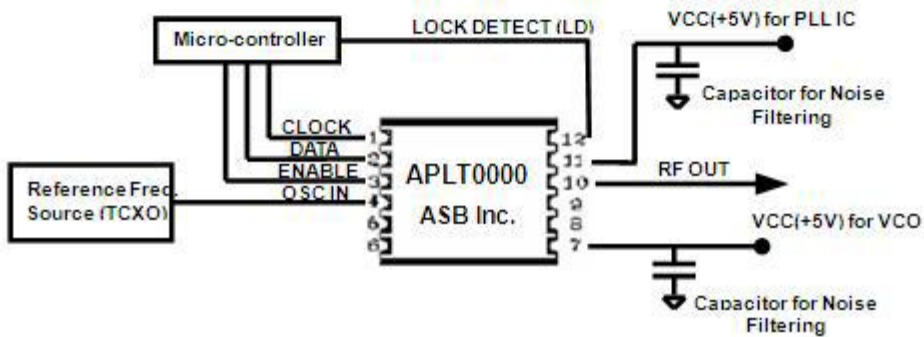 VCC(+5V) for PLL IC
LOCK DETECT (LD)
Micro-controller
Capacitor for Noise
Filtering
CLOCK
DATA
ENABLE
OSC IN
1
2
3
4
5
6
APLT0000
ASB Inc.
12
11
10
9
8
7
RF OUT
Reference Freq.
Source (TCXO)
VCC(+5V) for VCO
Capacitor for Noise
Filtering